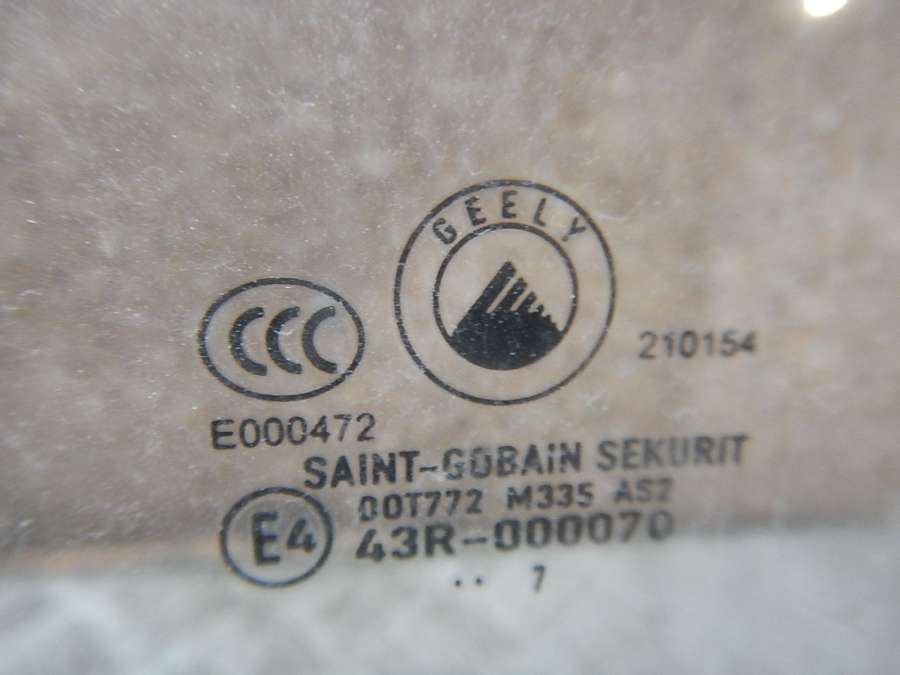 GEELY
CCC
210154
E000472
SAINT-GOBAIN SEKURIT
DOT772 M335 AS2
E4
43R-000070
.. 7